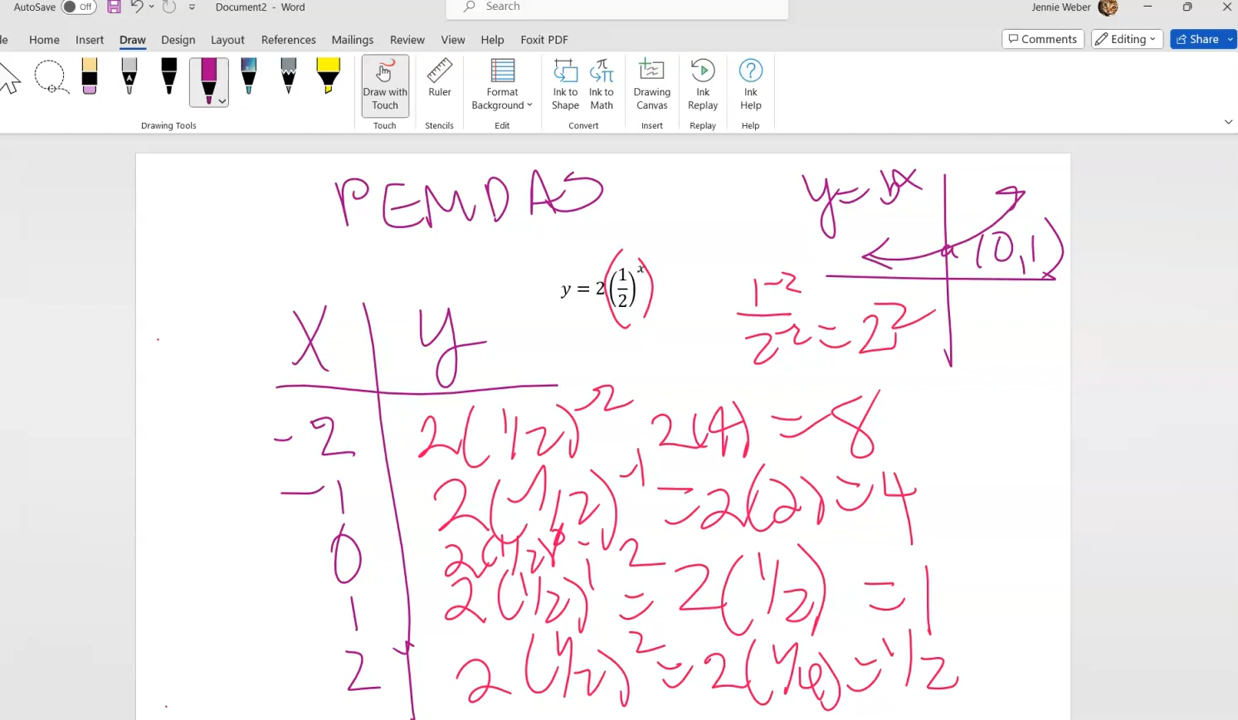 AutoSave Off Document2 - Word Search Jennie Weber
Home Insert Draw Design Layout References Mailings Review View Help Foxit PDF Comments Editing Share
Draw with Touch Ruler Format Background Ink to Shape Ink to Math Drawing Canvas Ink Replay Ink Help
Drawing Tools Touch Stencils Edit Convert Insert Replay Help
PEMDAS
y = bx
(0,1)
y = 2(1/2)^x
1^-2 / 2^-2 = 2^2
X y
-2 2(1/2)^-2 2(4) = 8
-1 2(1/2)^-1 = 2(2) = 4
0 2(1/2)^0 = 2
1 2(1/2)^1 = 2(1/2) = 1
2 2(1/2)^2 = 2(1/4) = 1/2